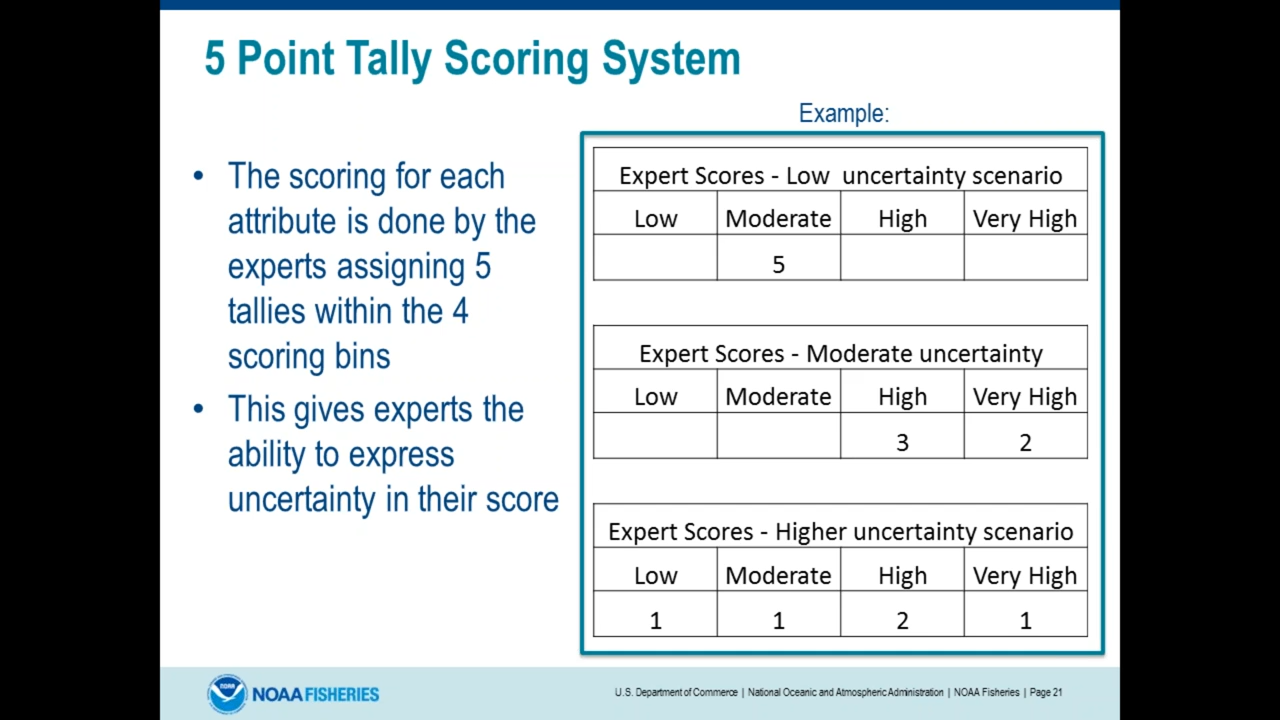 5 Point Tally Scoring System
• The scoring for each
attribute is done by the
experts assigning 5
tallies within the 4
scoring bins
• This gives experts the
ability to express
uncertainty in their score
Example:
Expert Scores - Low uncertainty scenario
Low Moderate High Very High
5
Expert Scores - Moderate uncertainty
Low Moderate High Very High
3 2
Expert Scores - Higher uncertainty scenario
Low Moderate High Very High
1 1 2 1
NOAA
NOAA FISHERIES
U.S. Department of Commerce | National Oceanic and Atmospheric Administration | NOAA Fisheries | Page 21